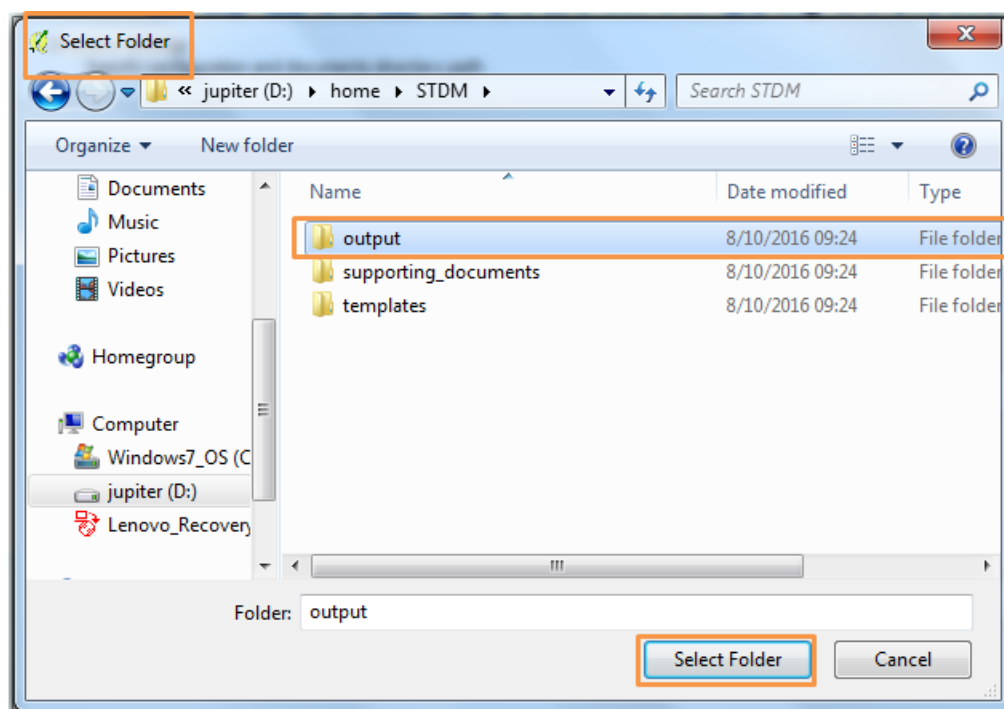 Select Folder
jupiter (D:) home STDM
Search STDM
Organize New folder
Documents
Music
Pictures
Videos
Homegroup
Computer
Windows7_OS (C
jupiter (D:)
Lenovo_Recovery
Name Date modified Type
output 8/10/2016 09:24 File folder
supporting_documents 8/10/2016 09:24 File folder
templates 8/10/2016 09:24 File folder
Folder: output
Select Folder Cancel